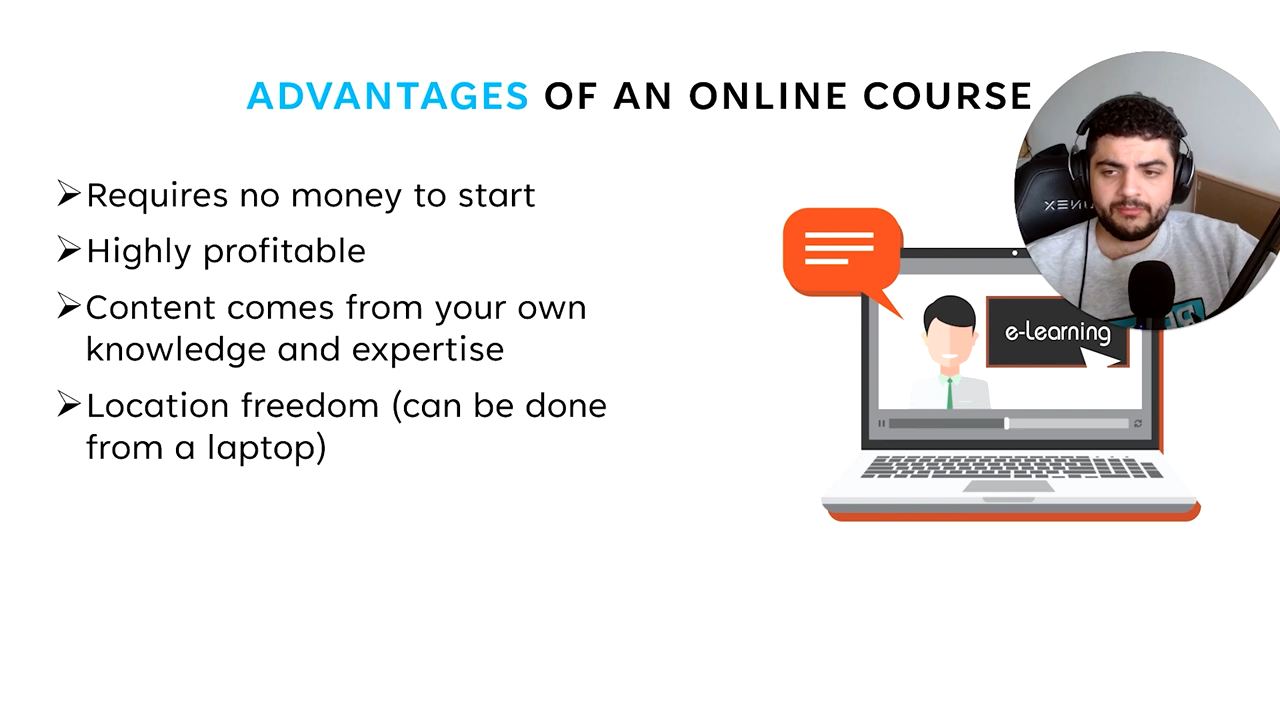 ADVANTAGES OF AN ONLINE COURSE
➢Requires no money to start
➢Highly profitable
➢Content comes from your own
knowledge and expertise
➢Location freedom (can be done
from a laptop)
e-Learning